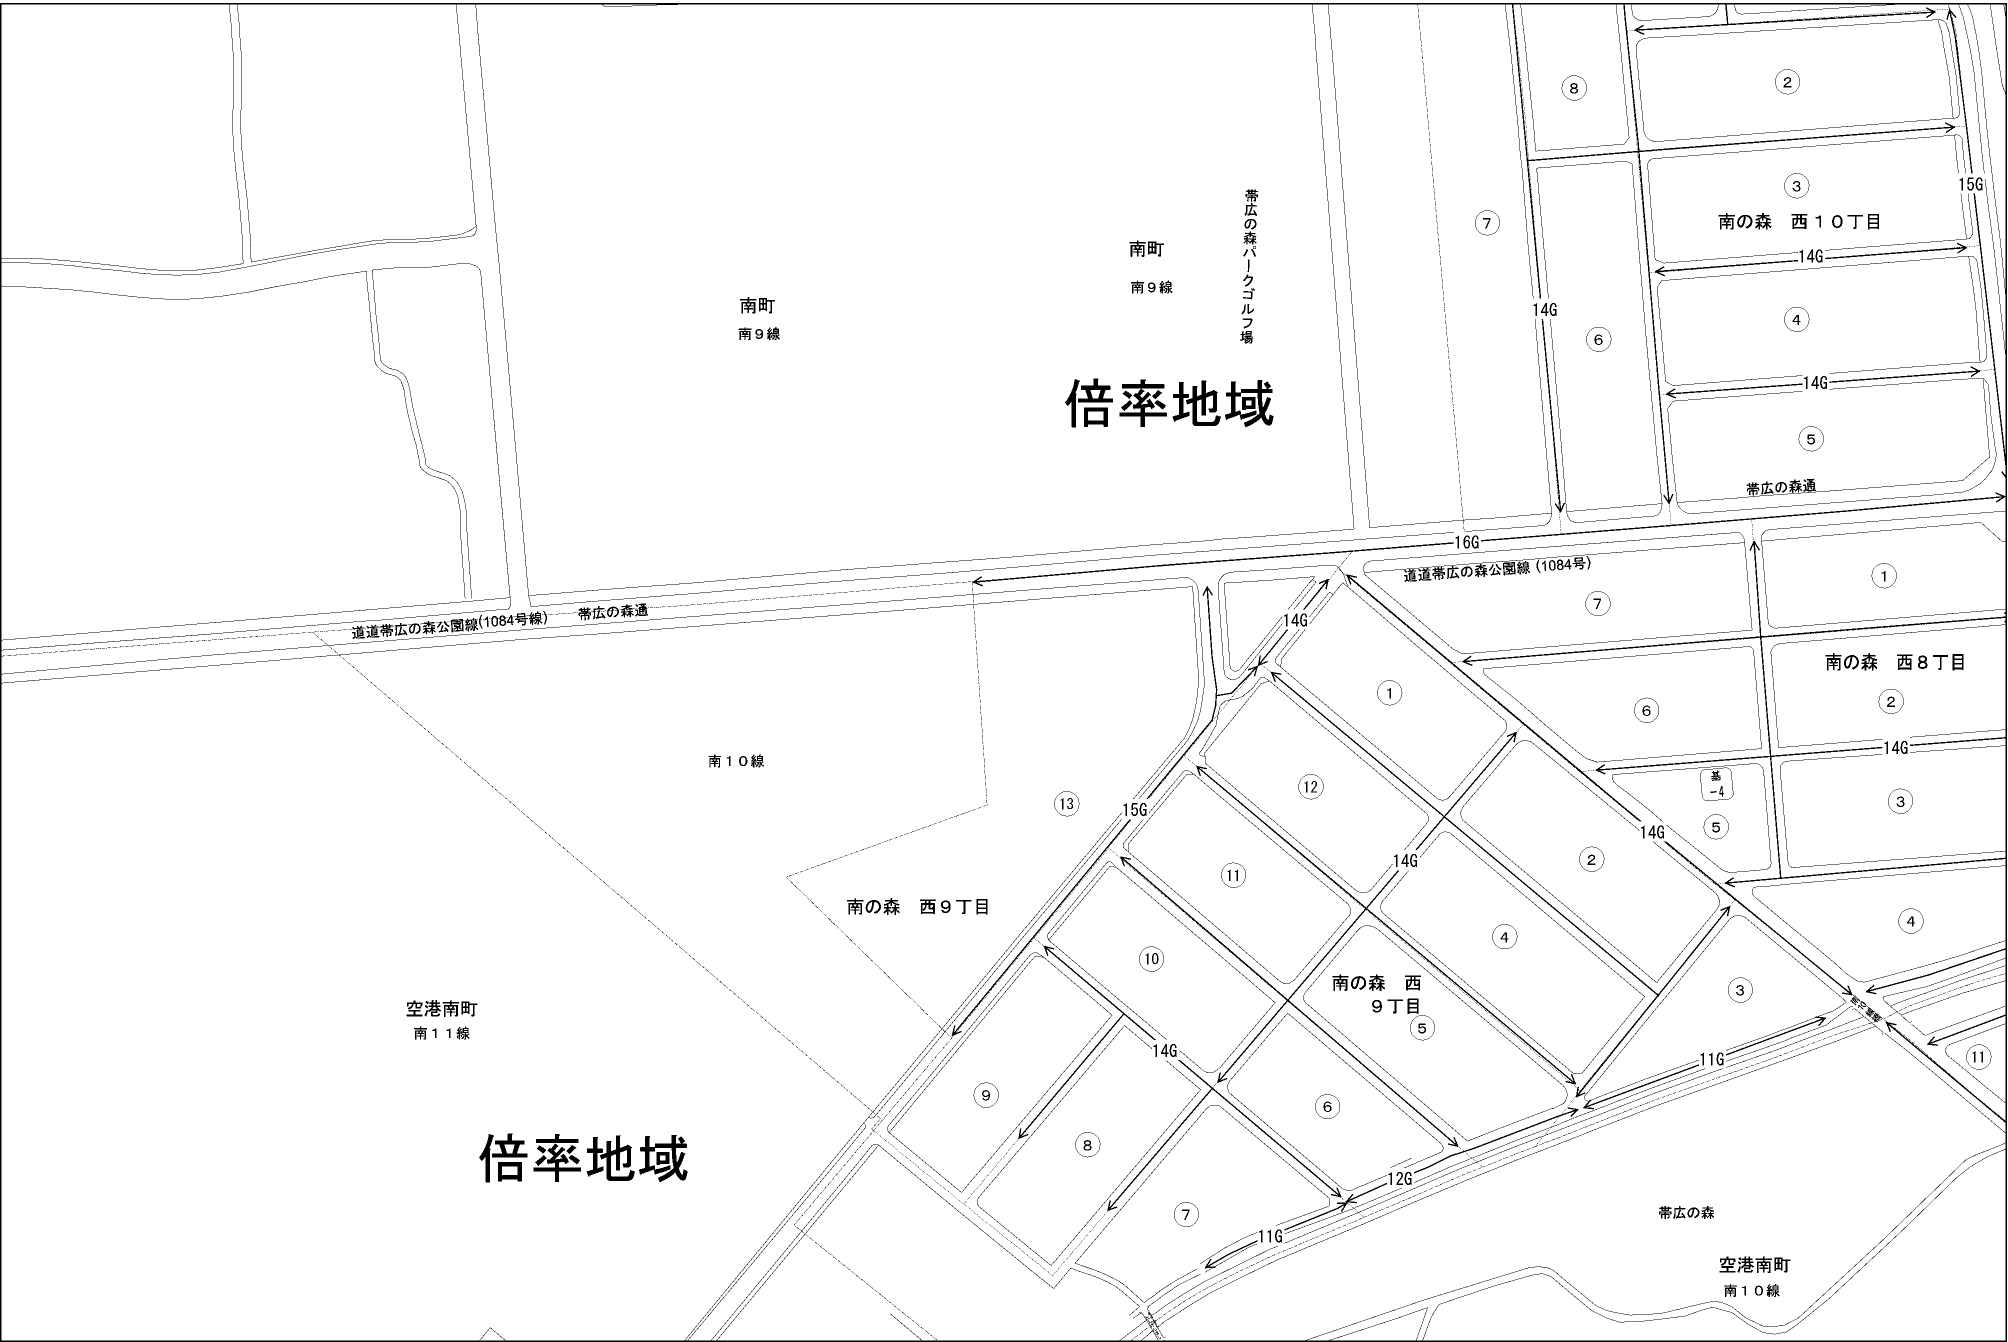 ②
⑧
③
15G
南の森　西１０丁目
⑦
帯広の森パークゴルフ場
南町
南９線
14G
南町
南９線
14G
④
⑥
倍率地域
14G
⑤
帯広の森通
16G
道道帯広の森公園線(1084号)
①
⑦
道道帯広の森公園線(1084号線)
帯広の森通
14G
南の森　西８丁目
①
②
⑥
14G
南１０線
基
-4
⑫
⑬
15G
③
⑤
14G
14G
②
⑪
南の森　西９丁目
④
④
⑩
南の森　西
９丁目
③
空港南町
南１１線
⑤
14G
11G
⑪
⑨
⑥
⑧
倍率地域
12G
⑦
帯広の森
11G
空港南町
南１０線